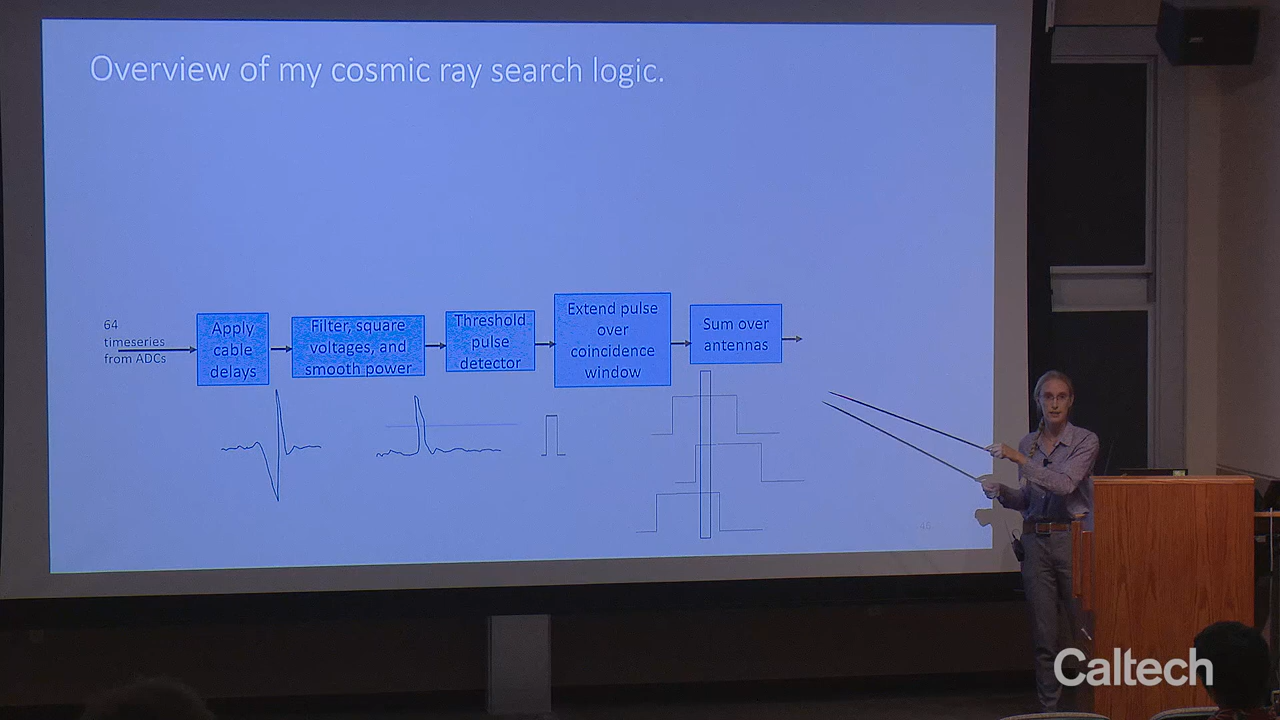 Overview of my cosmic ray search logic.
64
timeseries
from ADCs
Apply
cable
delays
Filter, square
voltages, and
smooth power
Threshold
pulse
detector
Extend pulse
over
coincidence
window
Sum over
antennas
Caltech